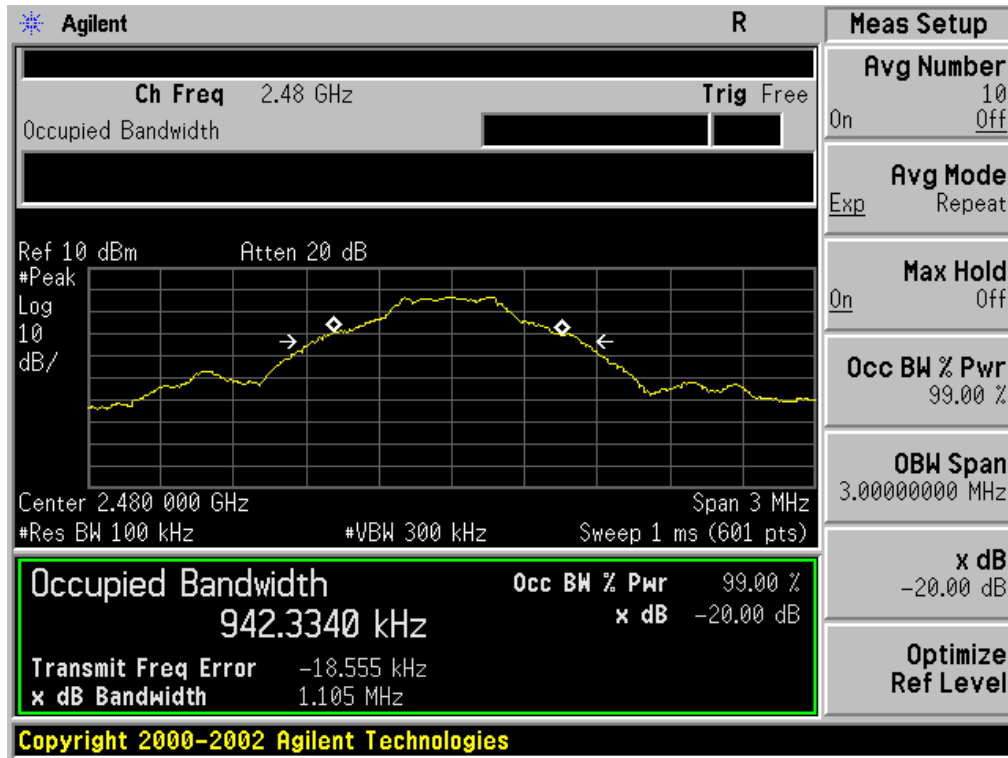 Agilent R
Ch Freq 2.48 GHz Trig Free
Occupied Bandwidth
Ref 10 dBm Atten 20 dB
#Peak
Log
10
dB/
Center 2.480 000 GHz Span 3 MHz
#Res BW 100 kHz #VBW 300 kHz Sweep 1 ms (601 pts)
Occupied Bandwidth Occ BW % Pwr 99.00 %
942.3340 kHz x dB -20.00 dB
Transmit Freq Error -18.555 kHz
x dB Bandwidth 1.105 MHz
Copyright 2000-2002 Agilent Technologies
Meas Setup
Avg Number
10
On Off
Avg Mode
Exp Repeat
Max Hold
On Off
Occ BW % Pwr
99.00 %
OBW Span
3.00000000 MHz
x dB
-20.00 dB
Optimize
Ref Level